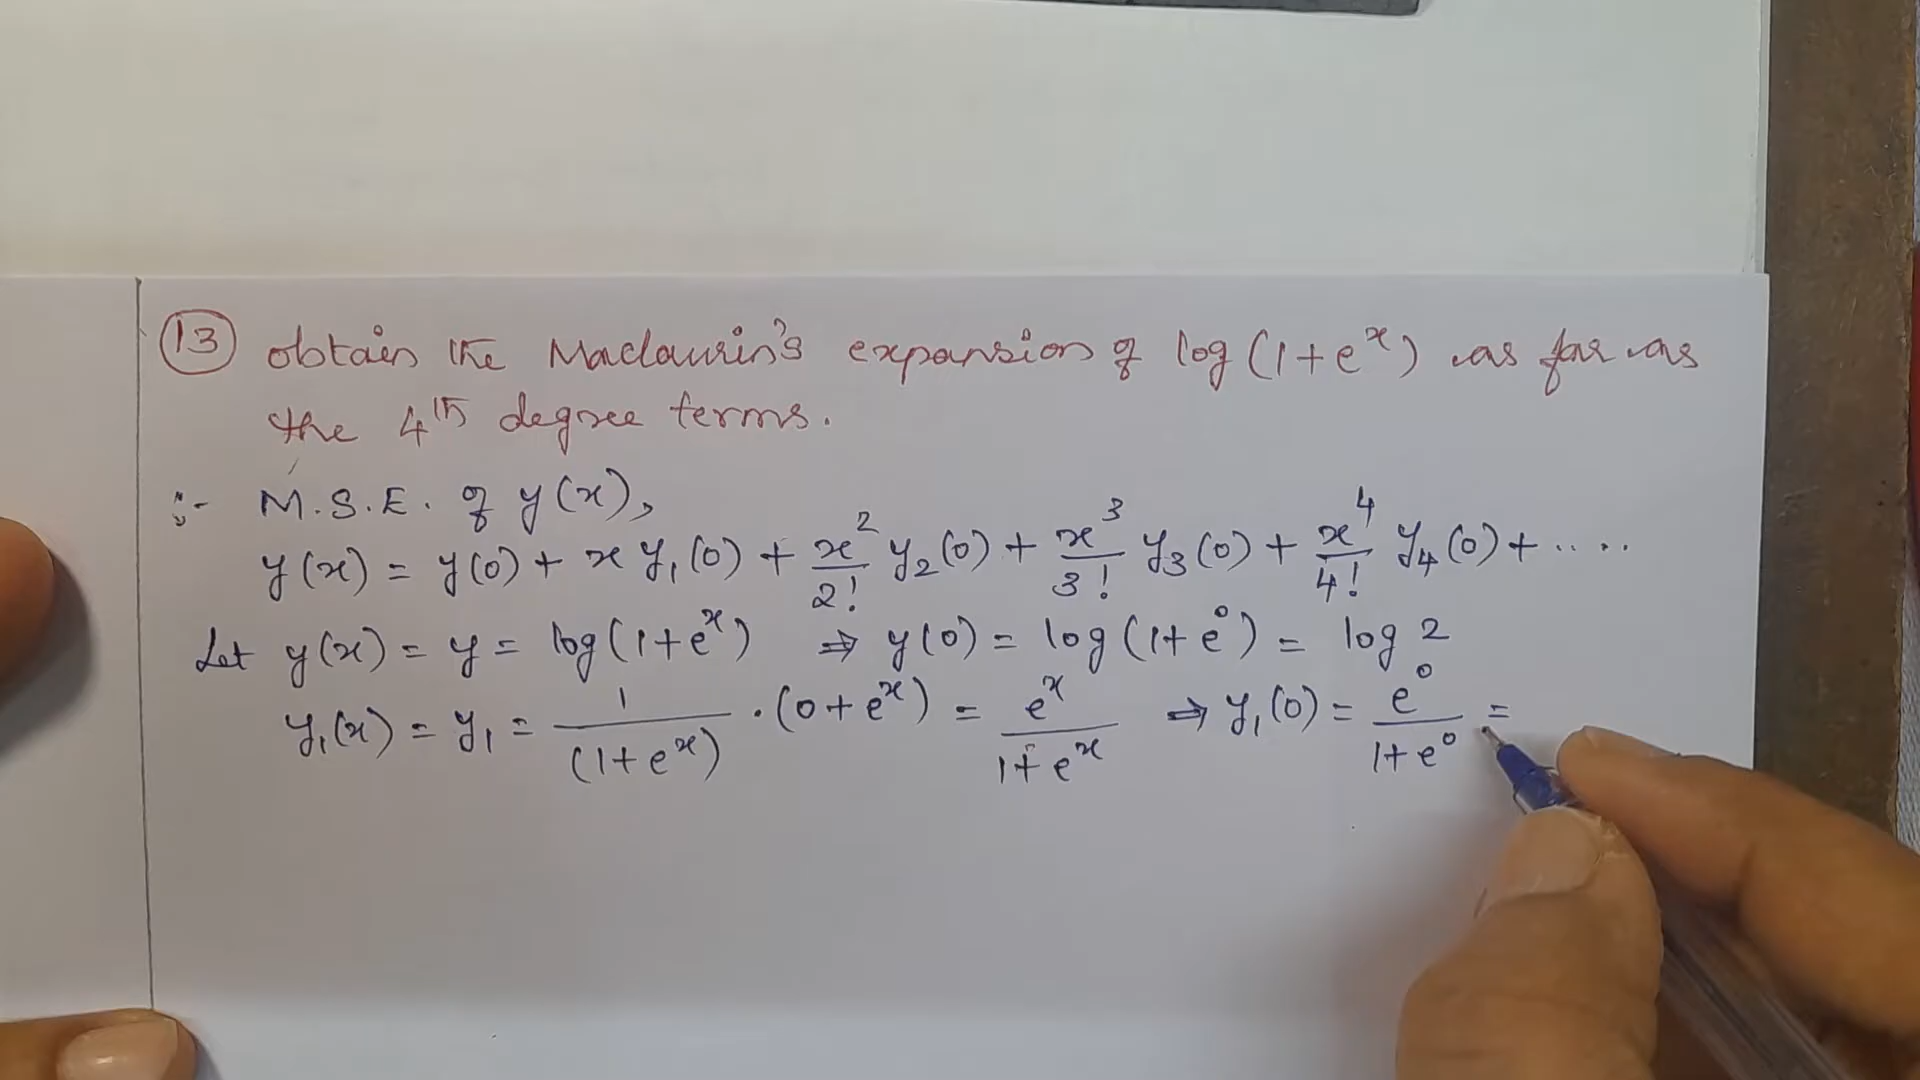 13 obtain the Maclaurin's expansion of log(1+e^x) as far as
the 4th degree terms.
:- M.S.E. of y(x),
y(x) = y(0) + x y₁(0) + x²/2! y₂(0) + x³/3! y₃(0) + x⁴/4! y₄(0) + ·····
Let y(x) = y = log(1+e^x) ⇒ y(0) = log(1+e⁰) = log 2
y₁(x) = y₁ = 1/(1+e^x) · (0+e^x) = e^x/1+e^x ⇒ y₁(0) = e⁰/1+e⁰ =